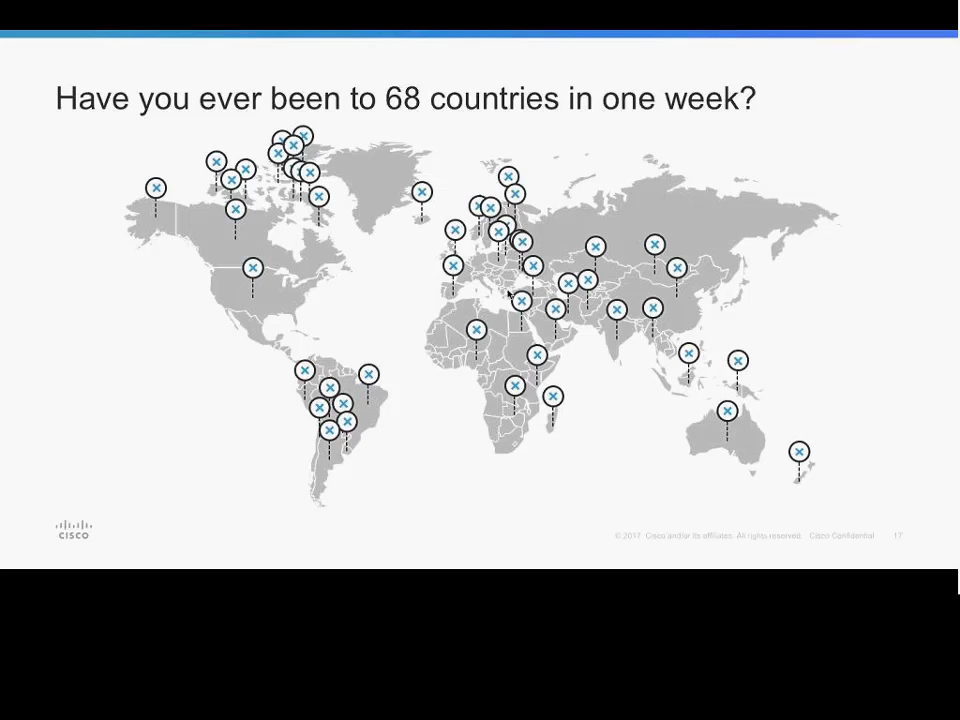 Have you ever been to 68 countries in one week?
CISCO
© 2017 Cisco and/or its affiliates. All rights reserved. Cisco Confidential 17